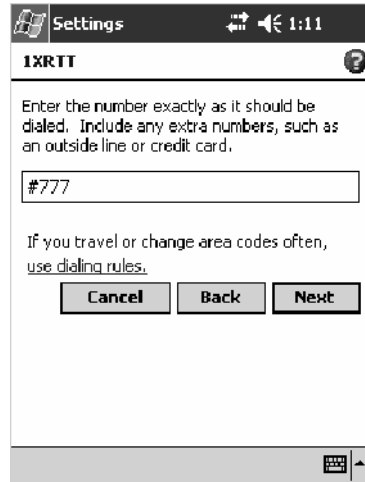 Settings 1:11
1XRTT
Enter the number exactly as it should be
dialed. Include any extra numbers, such as
an outside line or credit card.
#777
If you travel or change area codes often,
use dialing rules.
Cancel Back Next